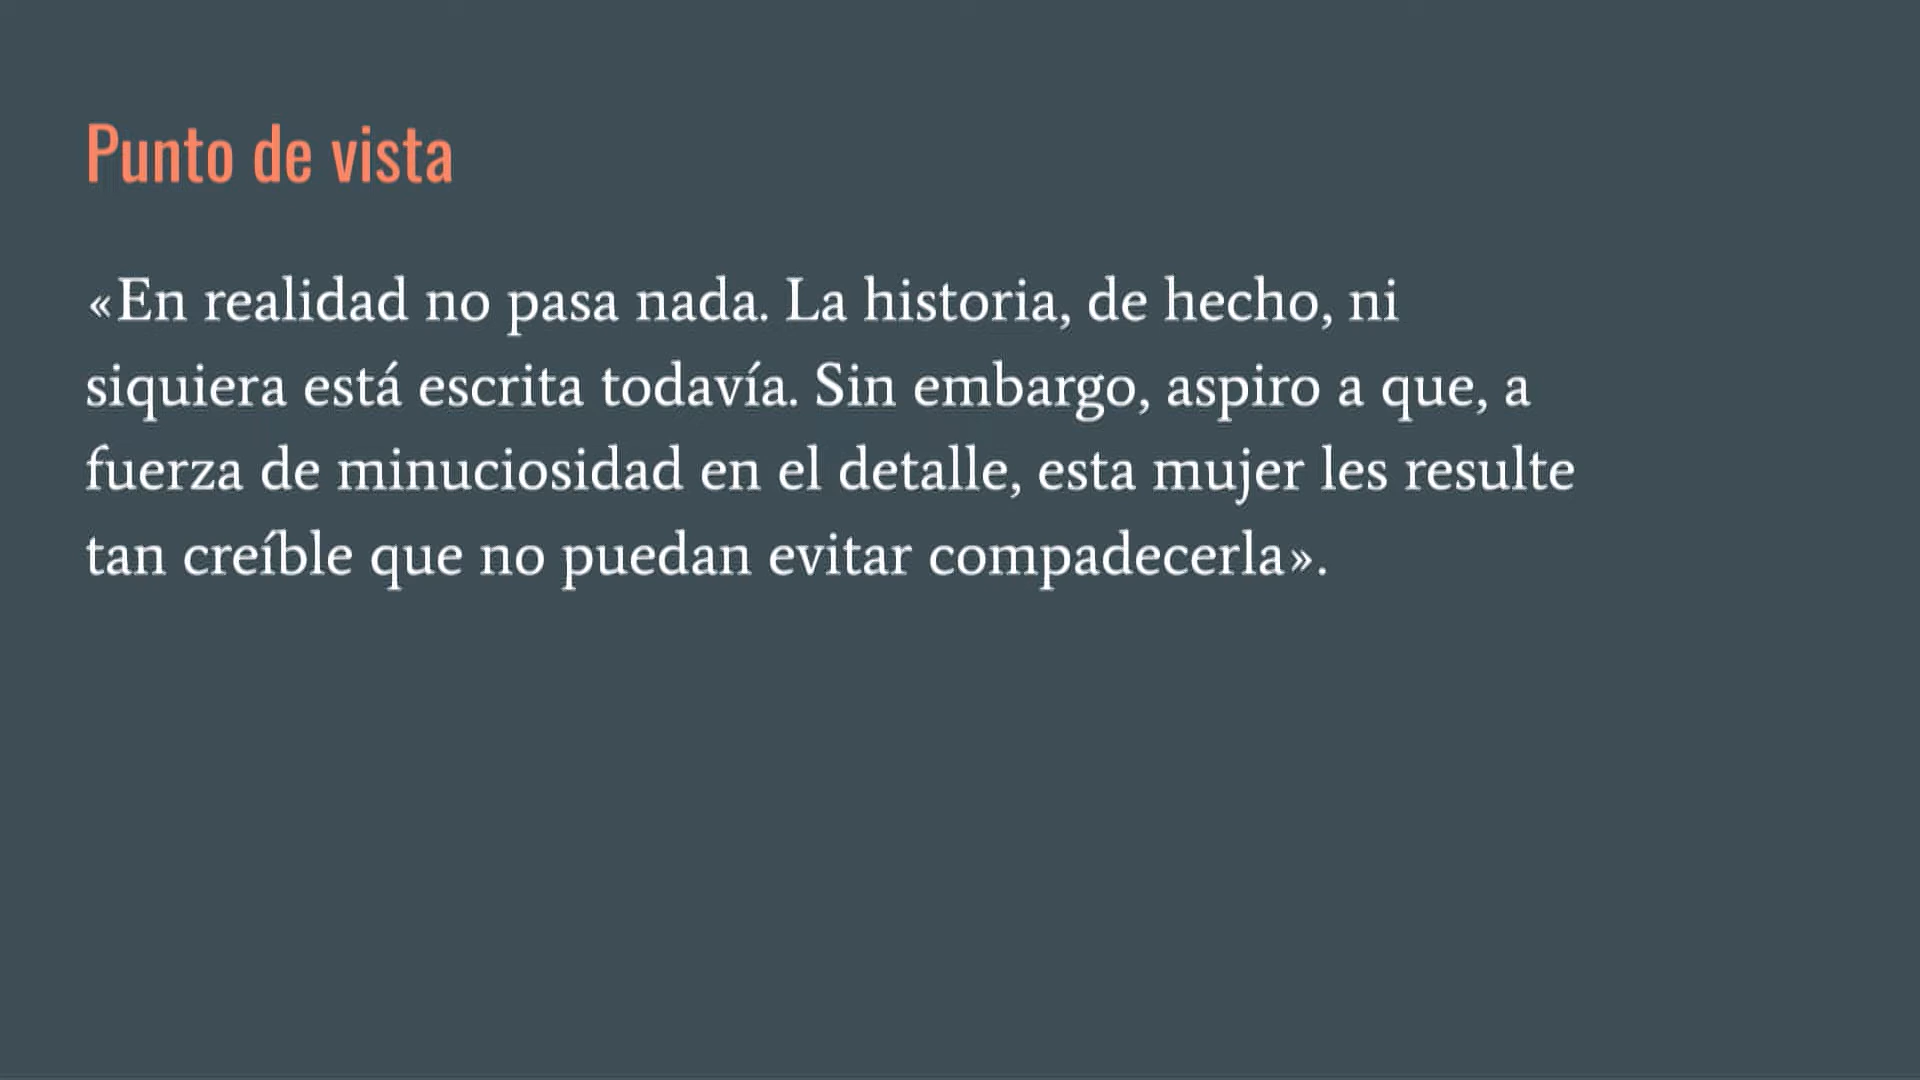 Punto de vista
«En realidad no pasa nada. La historia, de hecho, ni
siquiera está escrita todavía. Sin embargo, aspiro a que, a
fuerza de minuciosidad en el detalle, esta mujer les resulte
tan creíble que no puedan evitar compadecerla».